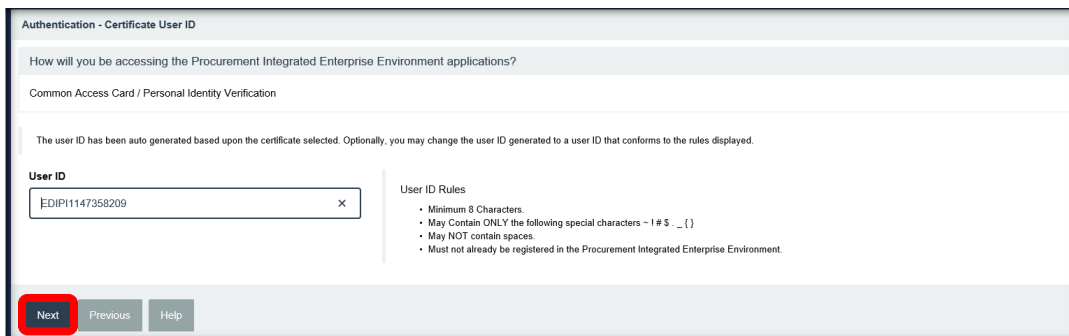 Authentication - Certificate User ID
How will you be accessing the Procurement Integrated Enterprise Environment applications?
Common Access Card / Personal Identity Verification
The user ID has been auto generated based upon the certificate selected. Optionally, you may change the user ID generated to a user ID that conforms to the rules displayed.
User ID
EDIPI1147358209 ×
User ID Rules
• Minimum 8 Characters.
• May Contain ONLY the following special characters ~ ! # $ . _ { }
• May NOT contain spaces.
• Must not already be registered in the Procurement Integrated Enterprise Environment.
Next Previous Help